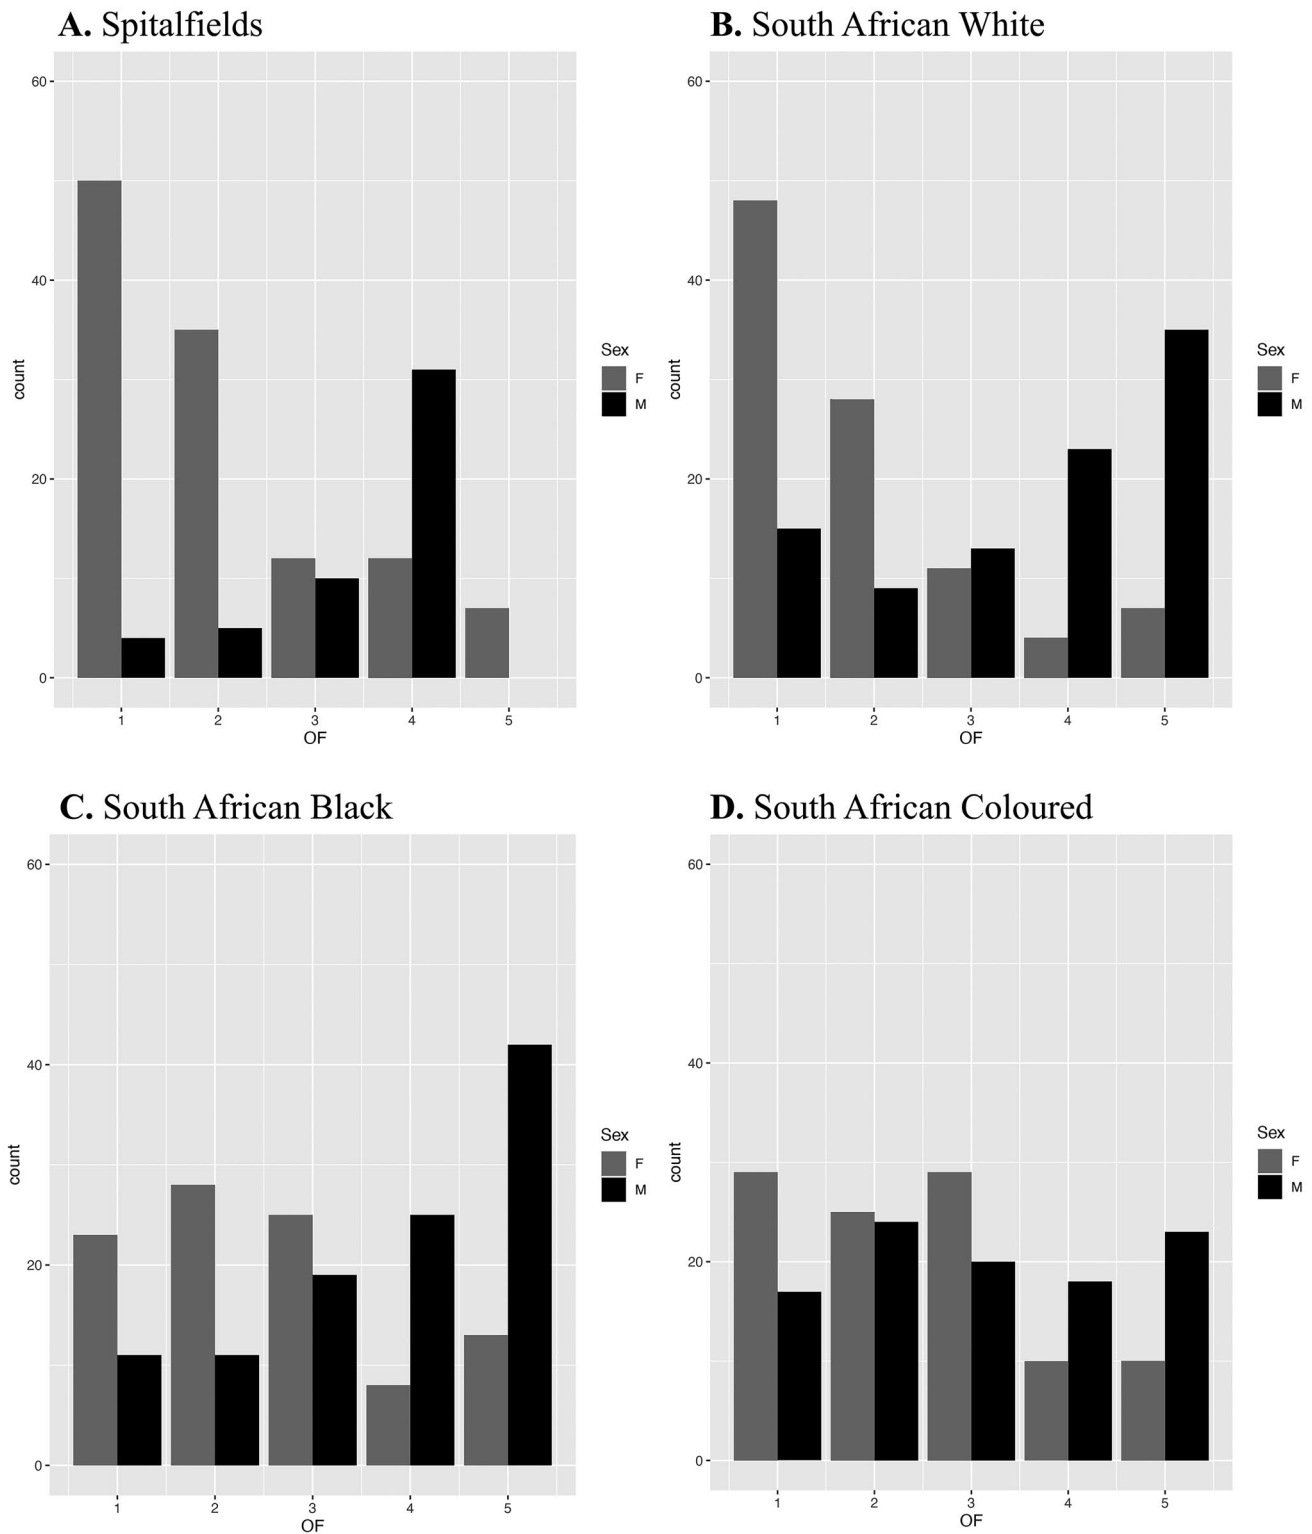 A. Spitalfields
60
40
20
0
count
1 2 3 4 5
OF
Sex
F
M
B. South African White
60
40
20
0
count
1 2 3 4 5
OF
Sex
F
M
C. South African Black
60
40
20
0
count
1 2 3 4 5
OF
Sex
F
M
D. South African Coloured
60
40
20
0
count
1 2 3 4 5
OF
Sex
F
M